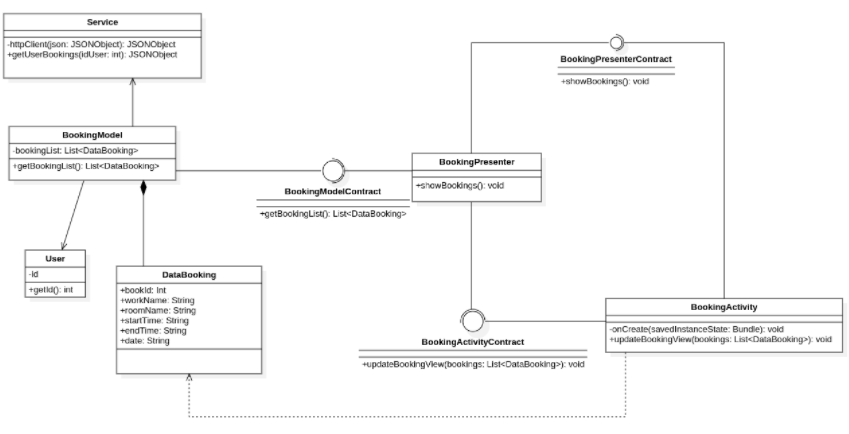 Service
-httpClient(json: JSONObject): JSONObject
+getUserBookings(idUser: int): JSONObject
BookingPresenterContract
+showBookings(): void
BookingModel
-bookingList: List<DataBooking>
+getBookingList(): List<DataBooking>
BookingModelContract
+getBookingList(): List<DataBooking>
BookingPresenter
+showBookings(): void
User
-id
+getId(): int
DataBooking
+bookId: Int
+workName: String
+roomName: String
+startTime: String
+endTime: String
+date: String
BookingActivityContract
+updateBookingView(bookings: List<DataBooking>): void
BookingActivity
-onCreate(savedInstanceState: Bundle): void
+updateBookingView(bookings: List<DataBooking>): void